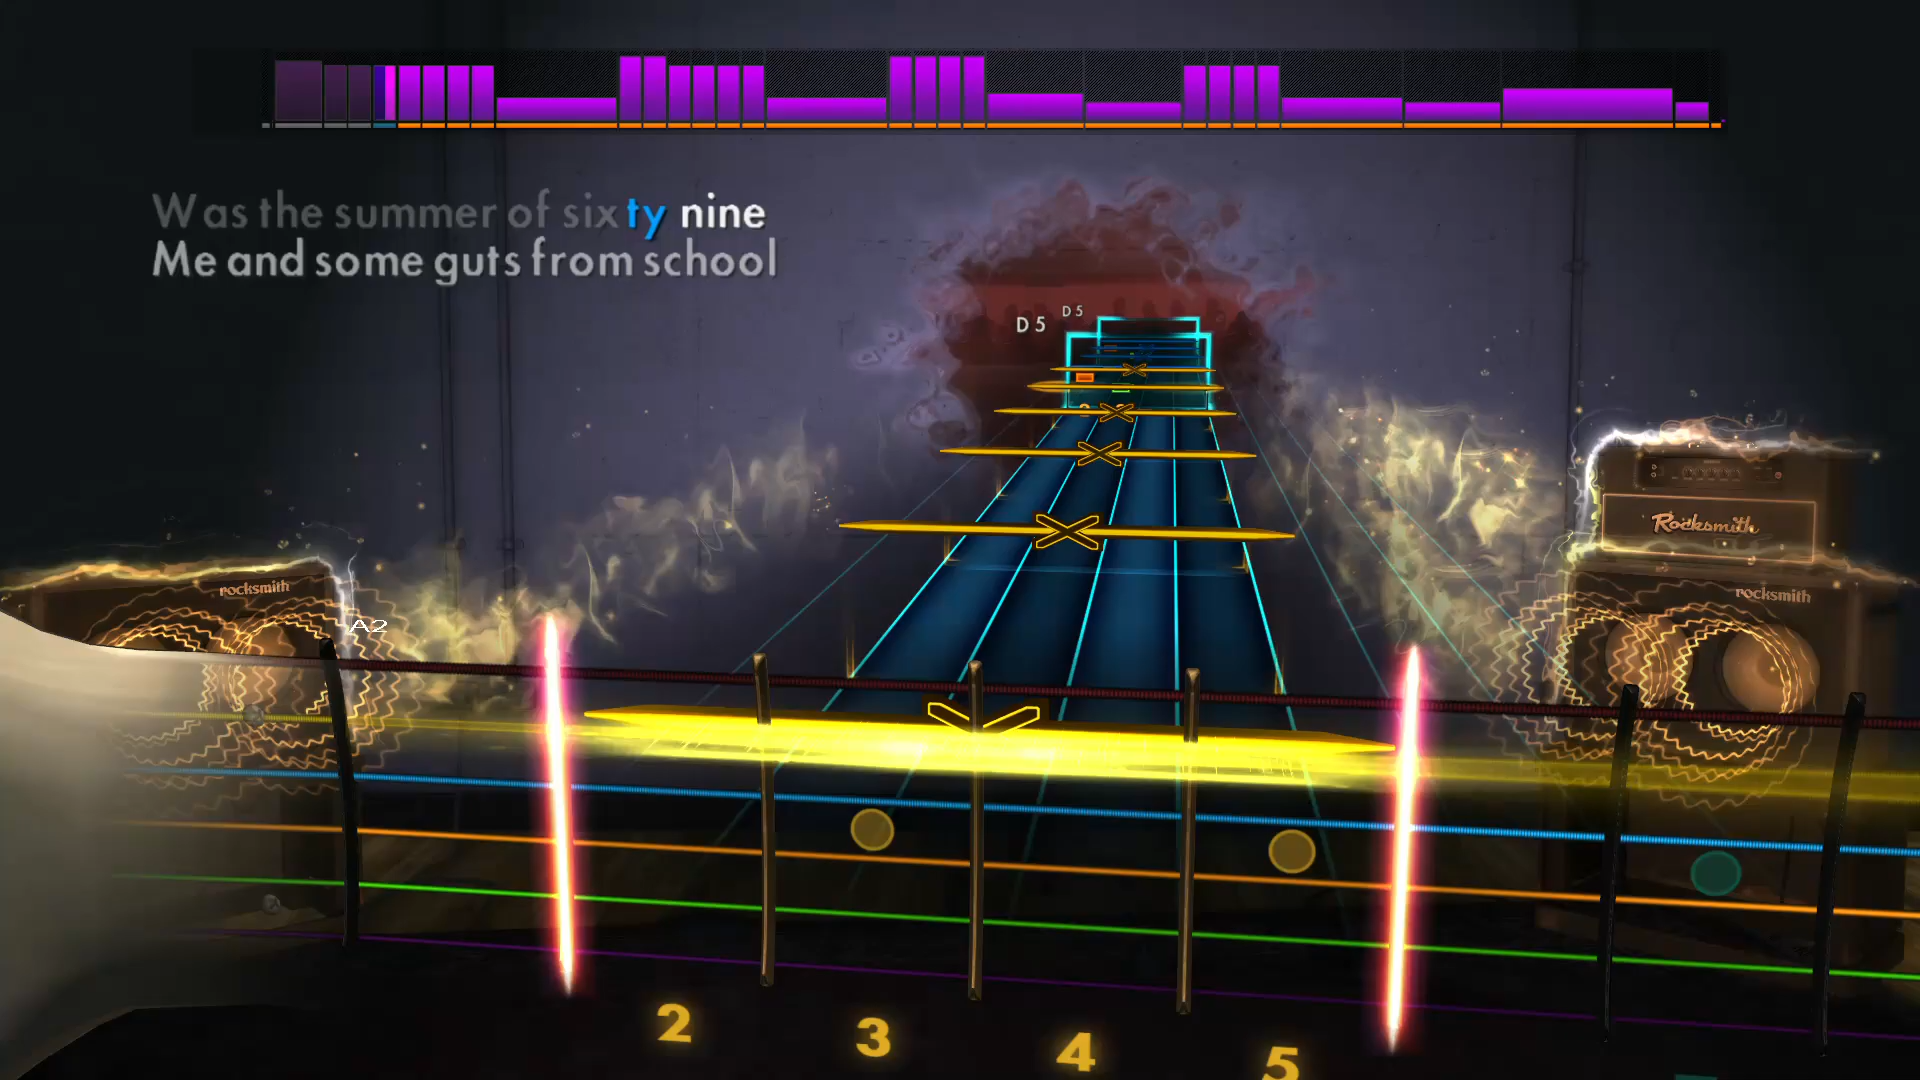 Was the summer of sixty nine
Me and some guts from school
D5 D5
Rocksmith
rocksmith
rocksmith
A2
2 3 4 5